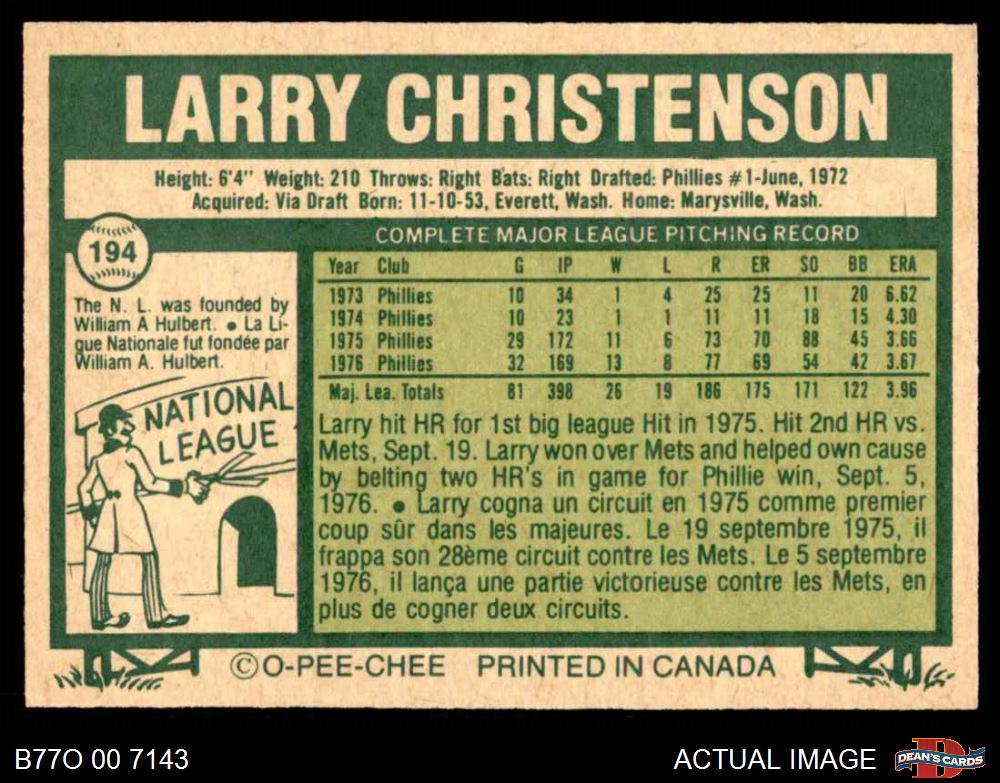 LARRY CHRISTENSON
Height: 6'4" Weight: 210 Throws: Right Bats: Right Drafted: Phillies #1-June, 1972
Acquired: Via Draft Born: 11-10-53, Everett, Wash. Home: Marysville, Wash.
194
COMPLETE MAJOR LEAGUE PITCHING RECORD
The N. L. was founded by
William A Hulbert. ● La Li-
gue Nationale fut fondée par
William A. Hulbert.
NATIONAL
LEAGUE
Year Club G IP W L R ER SO BB ERA
1973 Phillies 10 34 1 4 25 25 11 20 6.62
1974 Phillies 10 23 1 1 11 11 18 15 4.30
1975 Phillies 29 172 11 6 73 70 88 45 3.66
1976 Phillies 32 169 13 8 77 69 54 42 3.67
Maj. Lea. Totals 81 398 26 19 186 175 171 122 3.96
Larry hit HR for 1st big league Hit in 1975. Hit 2nd HR vs.
Mets, Sept. 19. Larry won over Mets and helped own cause
by belting two HR's in game for Phillie win, Sept. 5,
1976. ● Larry cogna un circuit en 1975 comme premier
coup sûr dans les majeures. Le 19 septembre 1975, il
frappa son 28ème circuit contre les Mets. Le 5 septembre
1976, il lança une partie victorieuse contre les Mets, en
plus de cogner deux circuits.
©O-PEE-CHEE PRINTED IN CANADA
B77O 00 7143
ACTUAL IMAGE
D
DEAN'S CARDS